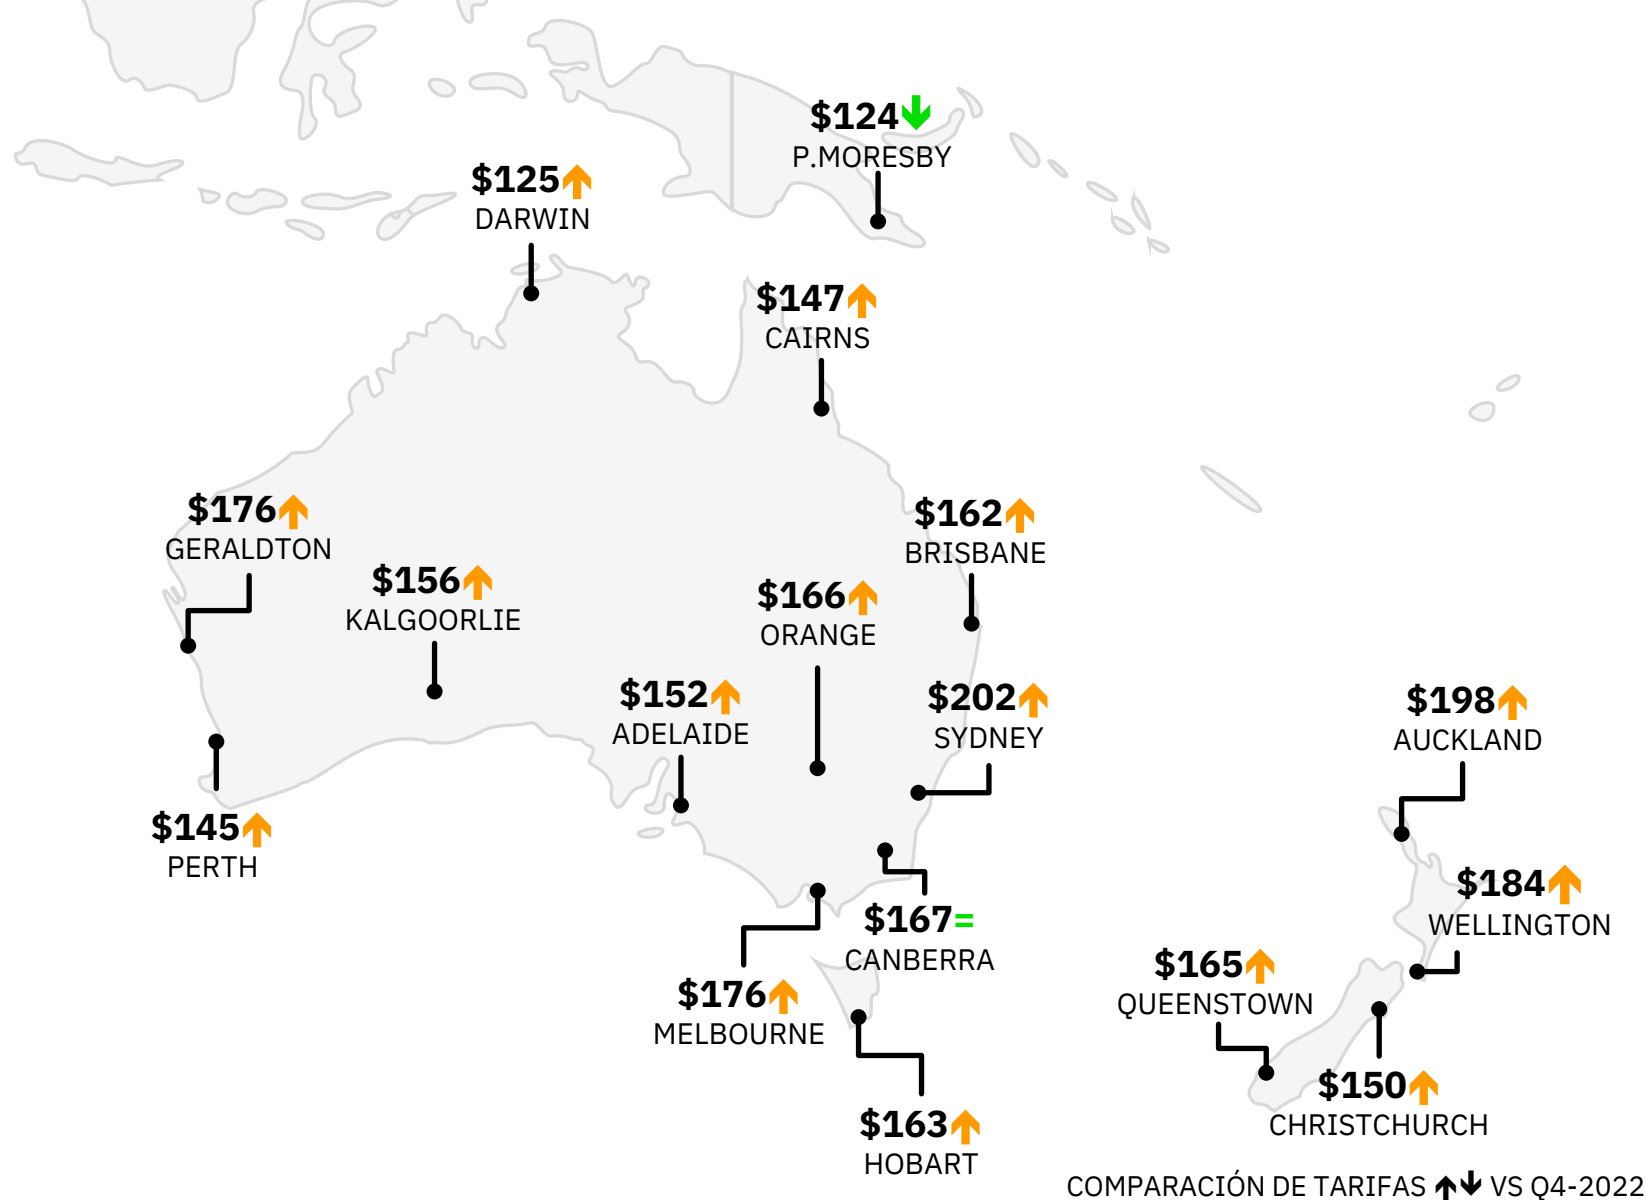 $124
P.MORESBY
$125
DARWIN
$147
CAIRNS
$176
GERALDTON
$162
BRISBANE
$156
KALGOORLIE
$166
ORANGE
$152
ADELAIDE
$202
SYDNEY
$198
AUCKLAND
$145
PERTH
$184
WELLINGTON
$167=
CANBERRA
$165
QUEENSTOWN
$176
MELBOURNE
$150
CHRISTCHURCH
$163
HOBART
COMPARACIÓN DE TARIFAS ↑↓ VS Q4-2022